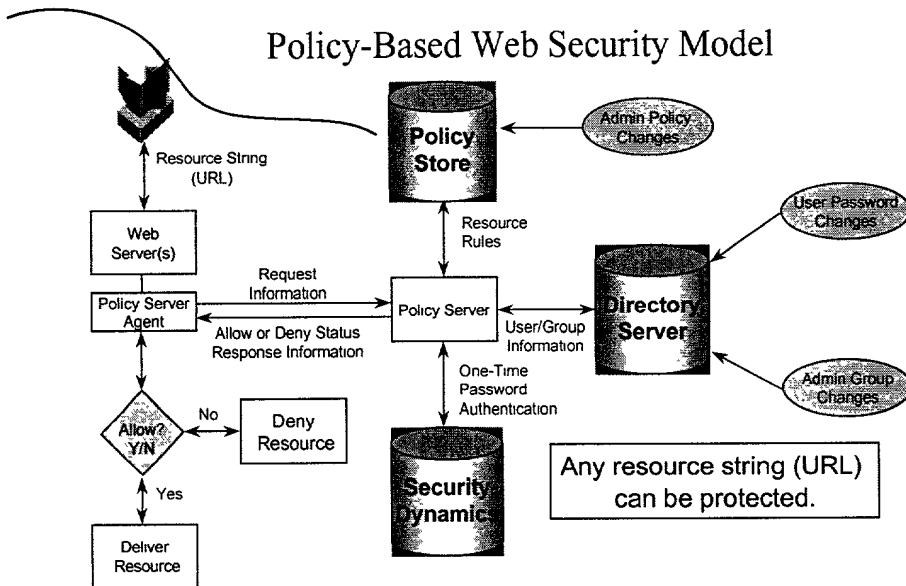 Policy-Based Web Security Model
Resource String
(URL)
Policy
Store
Admin Policy
Changes
Web
Server(s)
Resource
Rules
User Password
Changes
Policy Server
Agent
Request
Information
Allow or Deny Status
Response Information
Policy Server
User/Group
Information
Directory
Server
One-Time
Password
Authentication
Admin Group
Changes
Allow?
Y/N
No
Deny
Resource
Yes
Deliver
Resource
Security
Dynamics
Any resource string (URL)
can be protected.